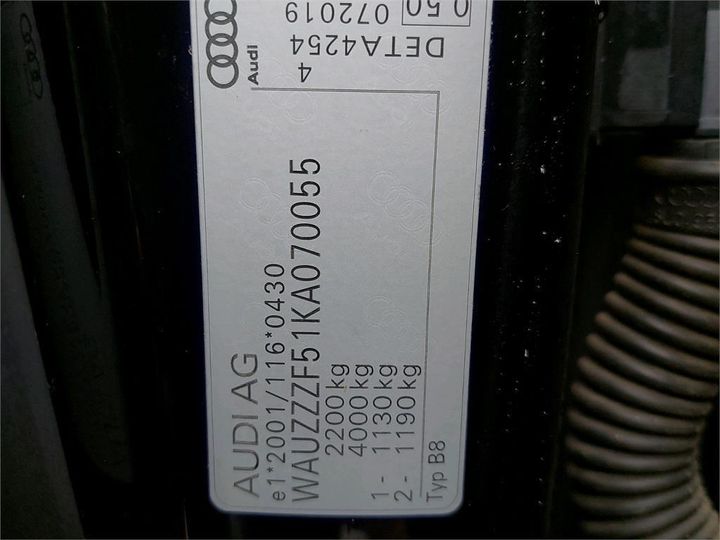 AUDI AG
e1*2001/116*0430
WAUZZZF51KA070055
2200 kg
4000 kg
1 - 1130 kg
2 - 1190 kg
Typ B8
Audi
4
DETA4254
072019
0.50